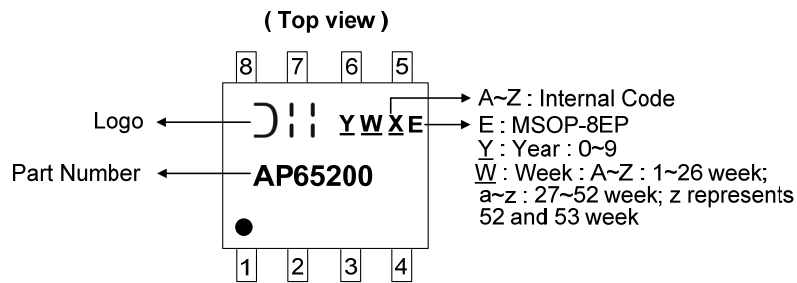 ( Top view )
8 7 6 5
Logo
Y W X E
A~Z : Internal Code
E : MSOP-8EP
Y : Year : 0~9
W : Week : A~Z : 1~26 week;
a~z : 27~52 week; z represents
52 and 53 week
Part Number
AP65200
1 2 3 4